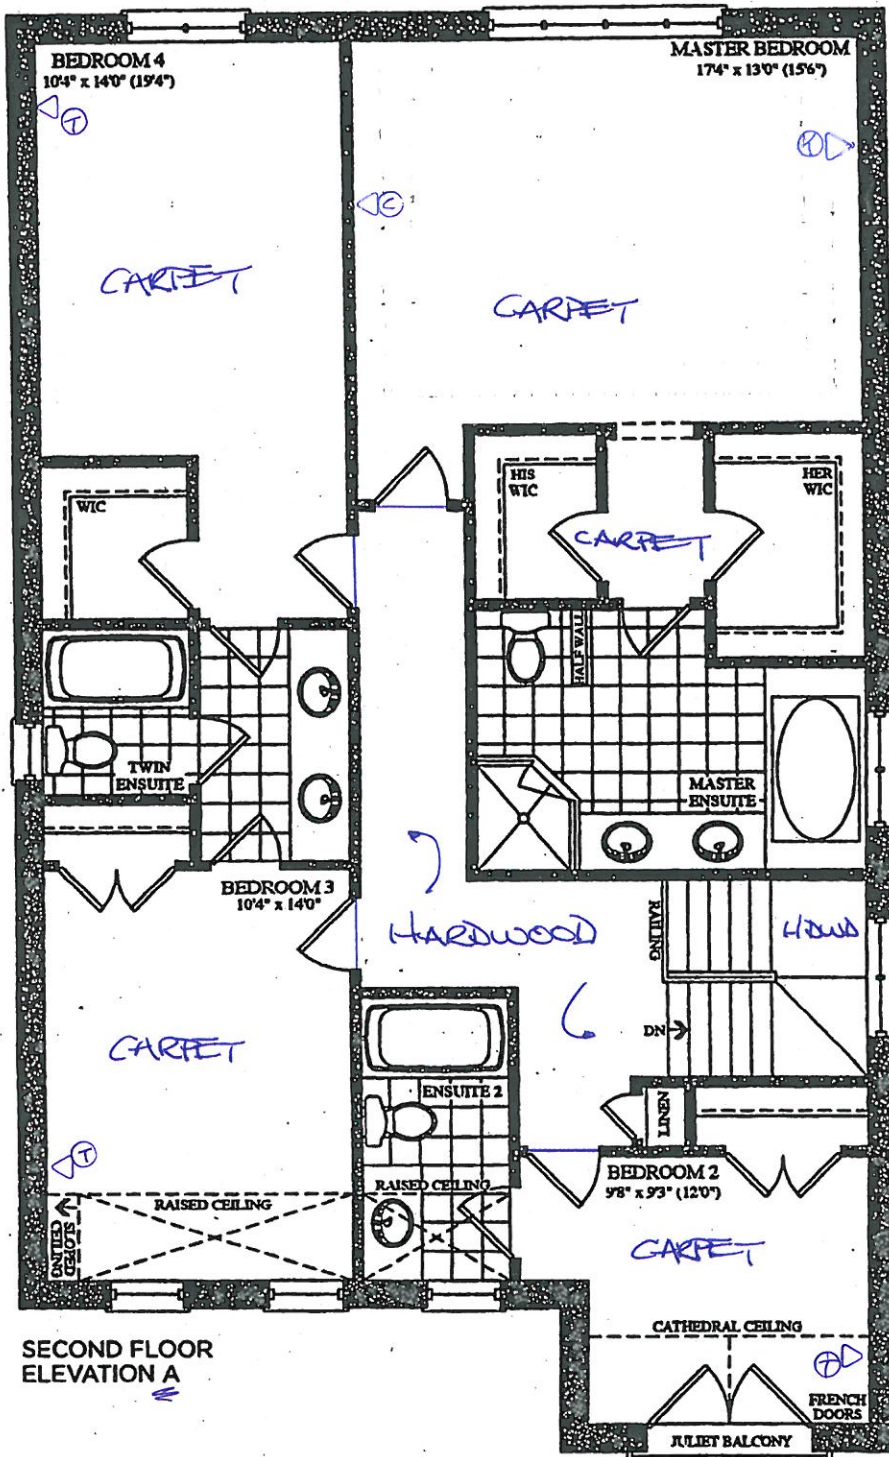 BEDROOM 4
10'4" x 14'0" (19'4")
MASTER BEDROOM
17'4" x 13'0" (15'6")
T
T
C
CARPET
CARPET
WIC
HIS
WIC
HER
WIC
CARPET
HALF WALL
TWIN
ENSUITE
MASTER
ENSUITE
BEDROOM 3
10'4" x 14'0"
HARDWOOD
RAILING
HDWD
DN
CARPET
ENSUITE 2
LINEN
T
RAISED CEILING
RAISED CEILING
SLOPED
CEILING
BEDROOM 2
9'8" x 9'3" (12'0")
CARPET
CATHEDRAL CEILING
T
FRENCH
DOORS
JULIET BALCONY
SECOND FLOOR
ELEVATION A